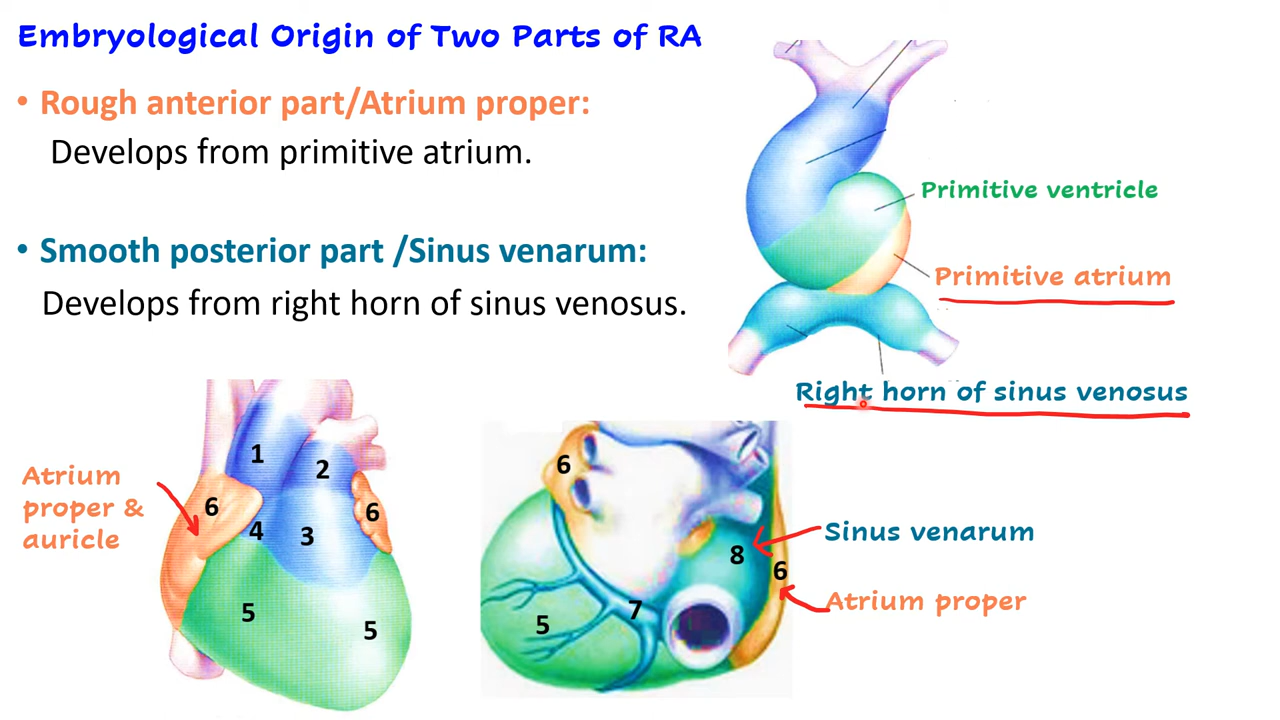 Embryological Origin of Two Parts of RA
• Rough anterior part/Atrium proper:
Develops from primitive atrium.
• Smooth posterior part /Sinus venarum:
Develops from right horn of sinus venosus.
Primitive ventricle
Primitive atrium
Right horn of sinus venosus
Atrium
proper &
auricle
1
2
6
6
4
3
5
5
6
8
6
7
5
Sinus venarum
Atrium proper